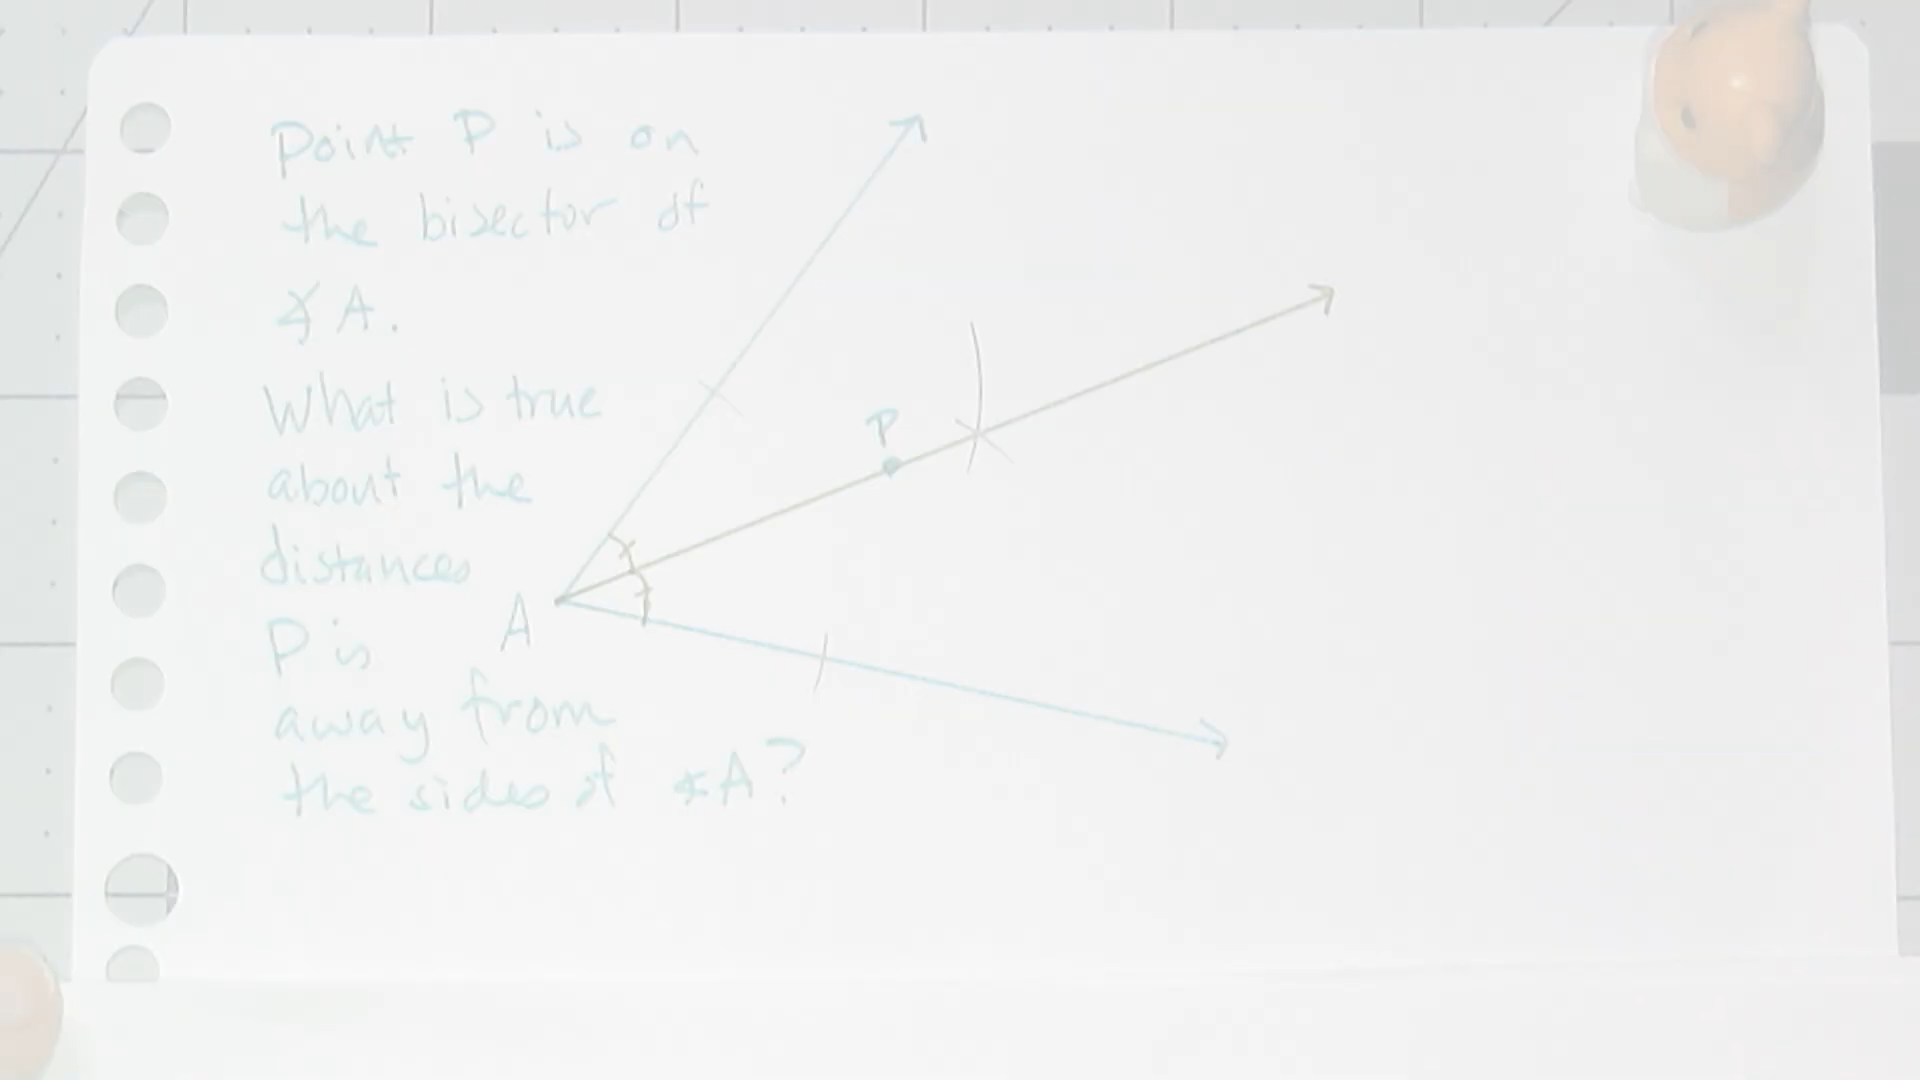 Point P is on
the bisector of
∡A.
What is true
about the
distances
P is
away from
the sides of ∡A?
P
A